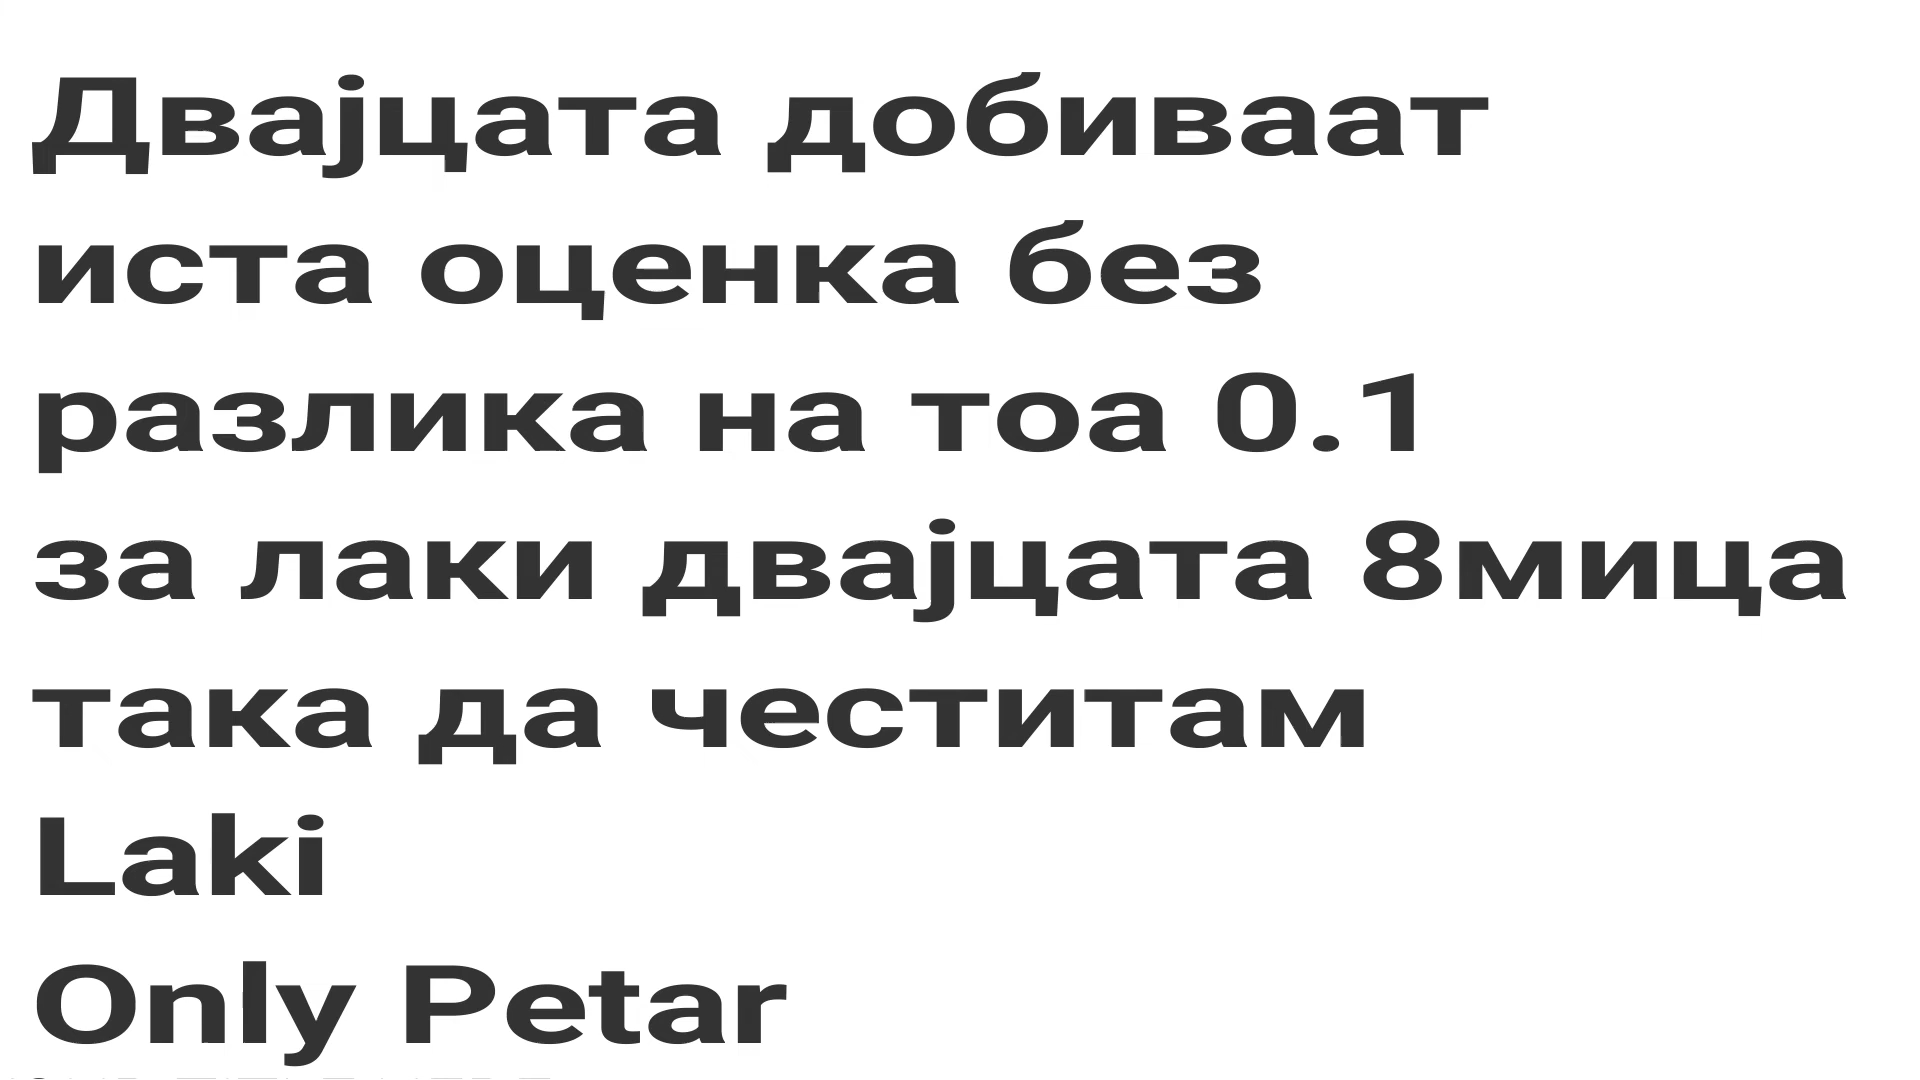 Двајцата добиваат
иста оценка без
разлика на тоа 0.1
за лаки двајцата 8мица
така да честитам
Laki
Only Petar